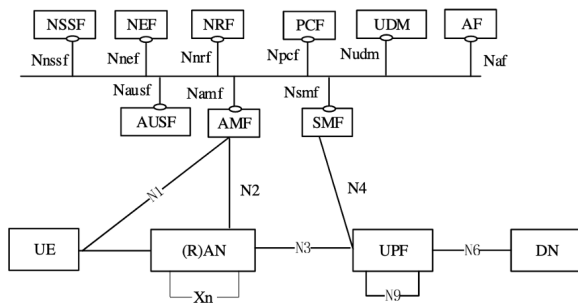 NSSF NEF NRF PCF UDM AF
Nnssf Nnef Nnrf Npcf Nudm Naf
Nausf Namf Nsmf
AUSF AMF SMF
N1 N2 N4
UE (R)AN N3 UPF N6 DN
Xn N9